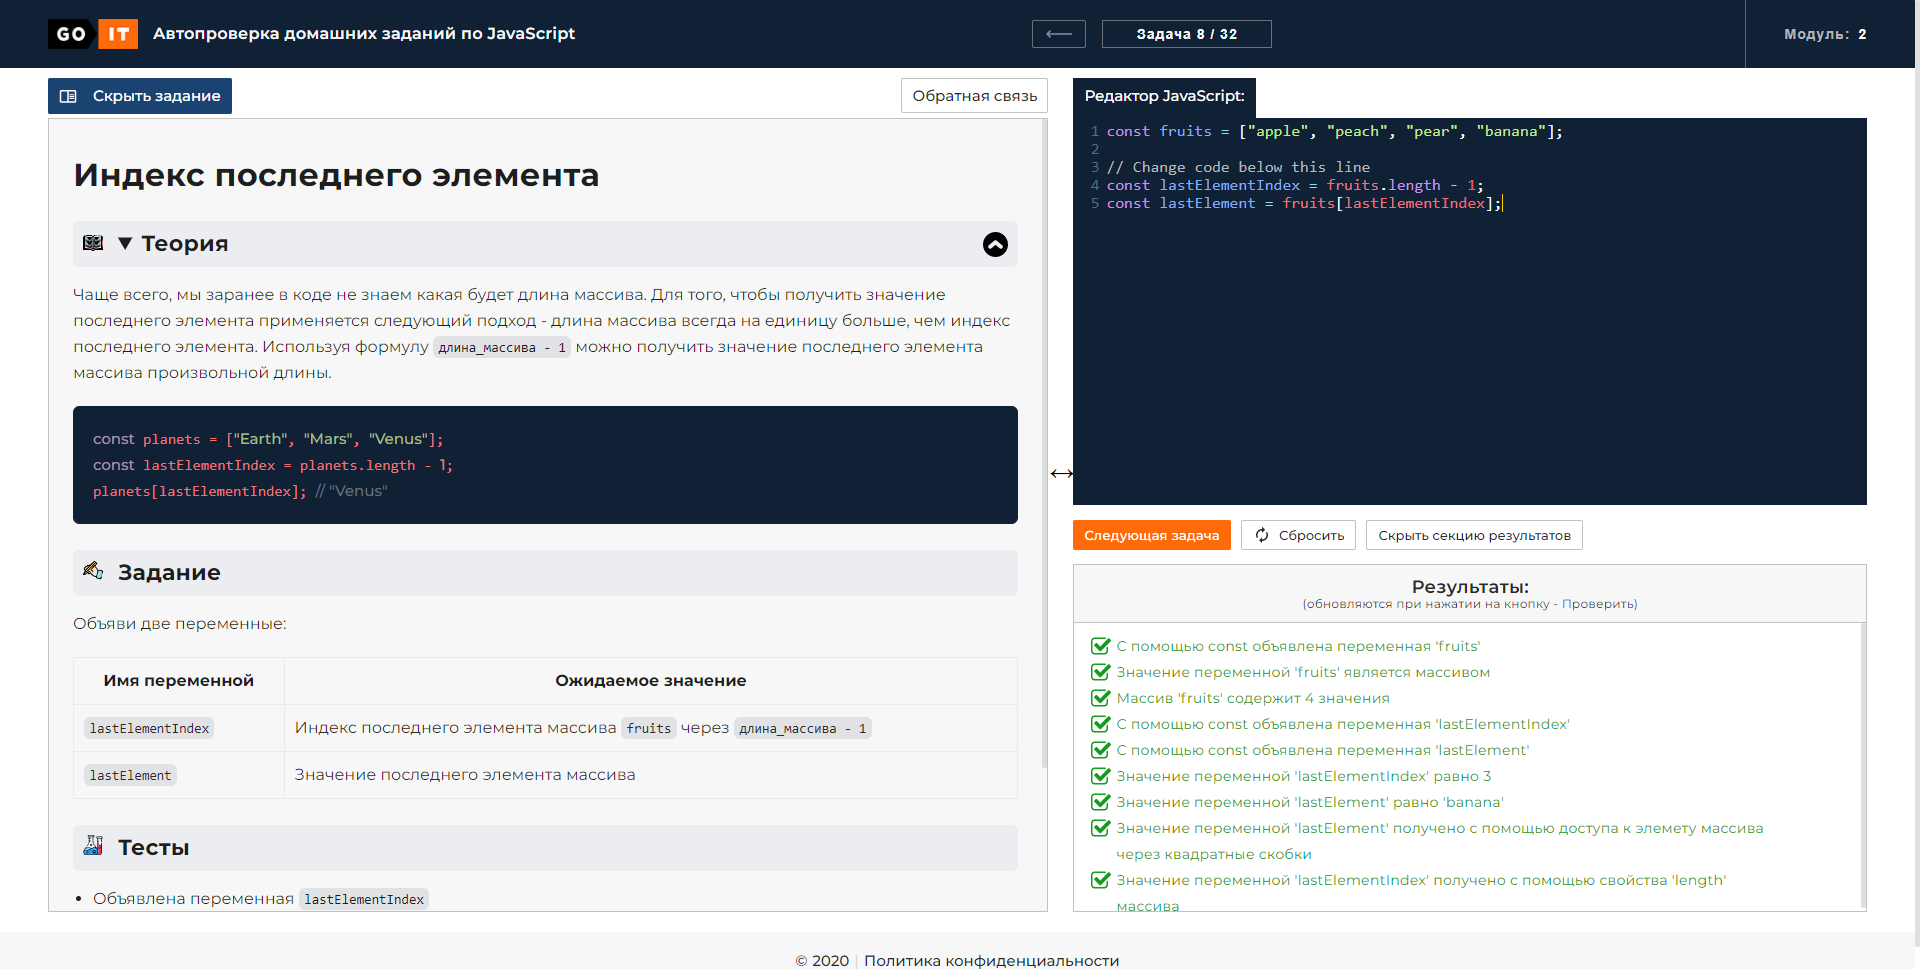 GO IT Автопроверка домашних заданий по JavaScript
Задача 8 / 32
Модуль: 2
Скрыть задание
Обратная связь
Индекс последнего элемента
Теория
Чаще всего, мы заранее в коде не знаем какая будет длина массива. Для того, чтобы получить значение
последнего элемента применяется следующий подход - длина массива всегда на единицу больше, чем индекс
последнего элемента. Используя формулу длина_массива - 1 можно получить значение последнего элемента
массива произвольной длины.
const planets = ["Earth", "Mars", "Venus"];
const lastElementIndex = planets.length - 1;
planets[lastElementIndex]; // "Venus"
Задание
Объяви две переменные:
Имя переменной Ожидаемое значение
lastElementIndex Индекс последнего элемента массива fruits через длина_массива - 1
lastElement Значение последнего элемента массива
Тесты
• Объявлена переменная lastElementIndex
Редактор JavaScript:
1 const fruits = ["apple", "peach", "pear", "banana"];
2
3 // Change code below this line
4 const lastElementIndex = fruits.length - 1;
5 const lastElement = fruits[lastElementIndex];
Следующая задача
Сбросить
Скрыть секцию результатов
Результаты:
(обновляются при нажатии на кнопку - Проверить)
С помощью const объявлена переменная 'fruits'
Значение переменной 'fruits' является массивом
Массив 'fruits' содержит 4 значения
С помощью const объявлена переменная 'lastElementIndex'
С помощью const объявлена переменная 'lastElement'
Значение переменной 'lastElementIndex' равно 3
Значение переменной 'lastElement' равно 'banana'
Значение переменной 'lastElement' получено с помощью доступа к элемету массива
через квадратные скобки
Значение переменной 'lastElementIndex' получено с помощью свойства 'length'
массива
© 2020 | Политика конфиденциальности